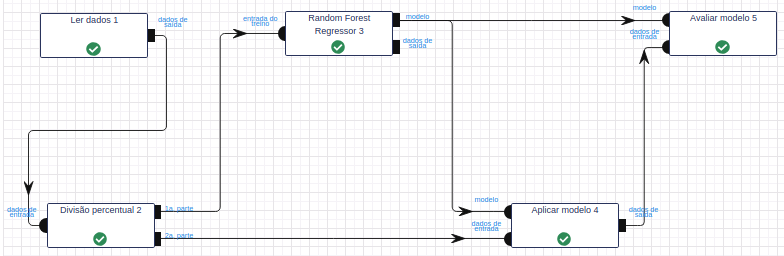 Ler dados 1
dados de
saída
entrada do
treino
Random Forest
Regressor 3
modelo
dados de
saída
modelo
dados de
entrada
Avaliar modelo 5
dados de
entrada
Divisão percentual 2
1a. parte
2a. parte
modelo
dados de
entrada
Aplicar modelo 4
dados de
saída